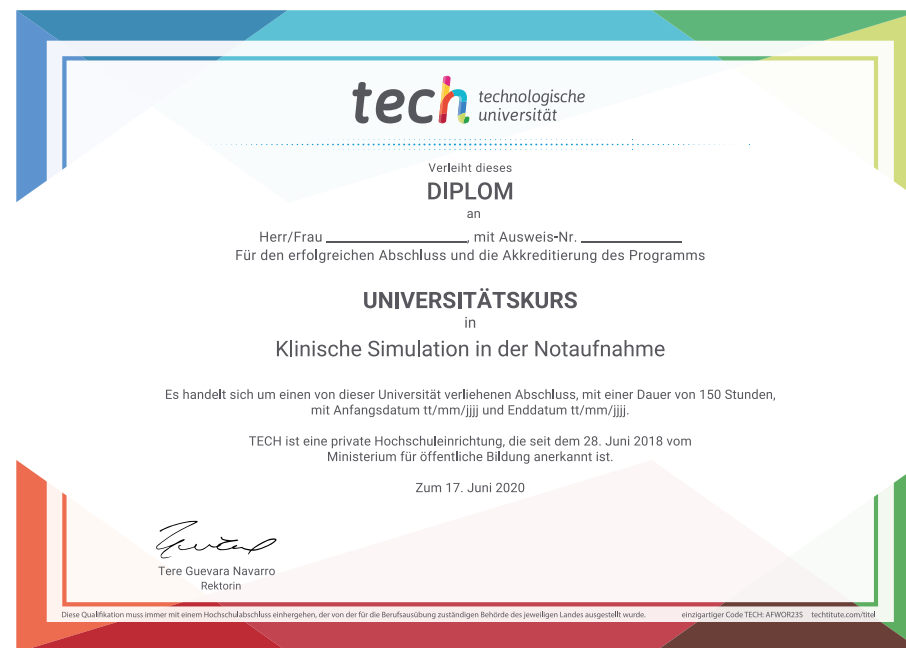 tech technologische
universität
Verleiht dieses
DIPLOM
an
Herr/Frau ______________, mit Ausweis-Nr. __________
Für den erfolgreichen Abschluss und die Akkreditierung des Programms
UNIVERSITÄTSKURS
in
Klinische Simulation in der Notaufnahme
Es handelt sich um einen von dieser Universität verliehenen Abschluss, mit einer Dauer von 150 Stunden,
mit Anfangsdatum tt/mm/jjjj und Enddatum tt/mm/jjjj.
TECH ist eine private Hochschuleinrichtung, die seit dem 28. Juni 2018 vom
Ministerium für öffentliche Bildung anerkannt ist.
Zum 17. Juni 2020
Tere Guevara Navarro
Rektorin
Diese Qualifikation muss immer mit einem Hochschulabschluss einhergehen, der von der für die Berufsausübung zuständigen Behörde des jeweiligen Landes ausgestellt wurde. einzigartiger Code TECH: AFWOR23S techtitute.com/titel